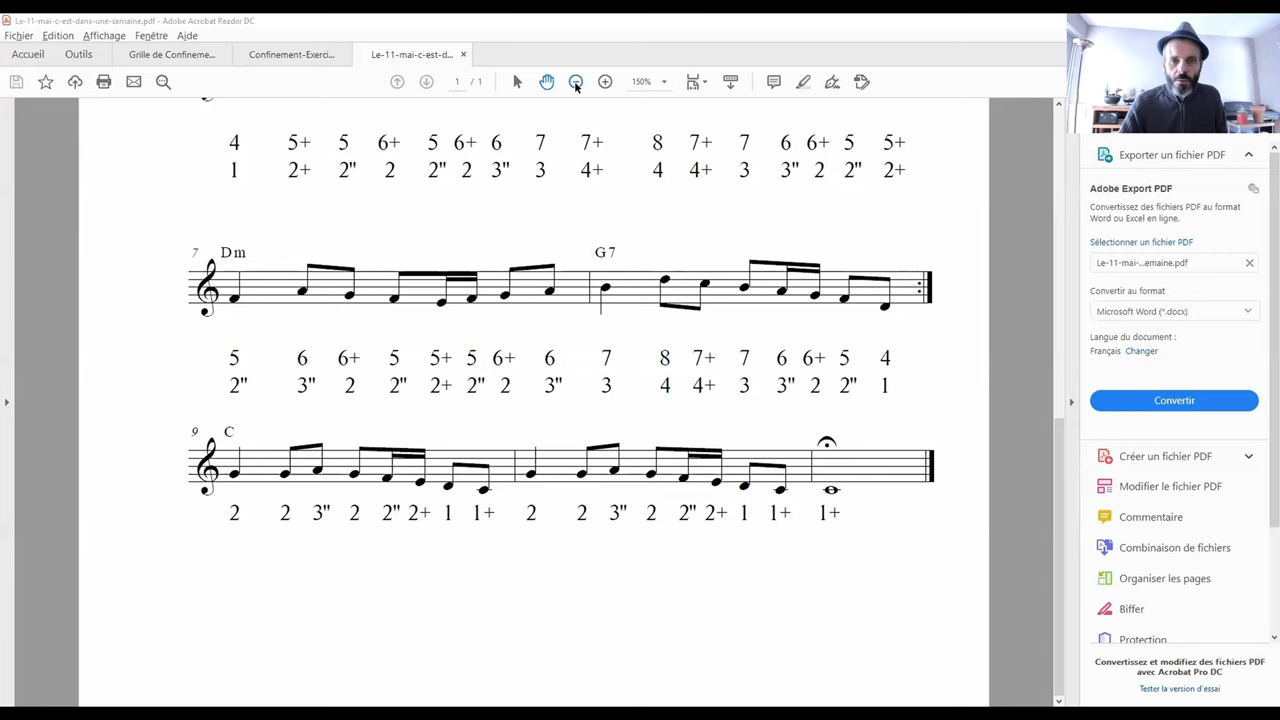 Le-11-mai-c-est-dans-une-semaine.pdf - Adobe Acrobat Reader DC
Fichier Edition Affichage Fenêtre Aide
Accueil Outils Grille de Confineme... Confinement-Exerci... Le-11-mai-c-est-d... ×
1 / 1 150%
4 5+ 5 6+ 5 6+ 6 7 7+ 8 7+ 7 6 6+ 5 5+
1 2+ 2" 2 2" 2 3" 3 4+ 4 4+ 3 3" 2 2" 2+
7 Dm G7
5 6 6+ 5 5+ 5 6+ 6 7 8 7+ 7 6 6+ 5 4
2" 3" 2 2" 2+ 2" 2 3" 3 4 4+ 3 3" 2 2" 1
9 C
2 2 3" 2 2" 2+ 1 1+ 2 2 3" 2 2" 2+ 1 1+ 1+
Exporter un fichier PDF
Adobe Export PDF
Convertissez des fichiers PDF au format
Word ou Excel en ligne.
Sélectionner un fichier PDF
Le-11-mai-...emaine.pdf
Convertir au format
Microsoft Word (*.docx)
Langue du document :
Français Changer
Convertir
Créer un fichier PDF
Modifier le fichier PDF
Commentaire
Combinaison de fichiers
Organiser les pages
Biffer
Protection
Convertissez et modifiez des fichiers PDF
avec Acrobat Pro DC
Tester la version d'essai